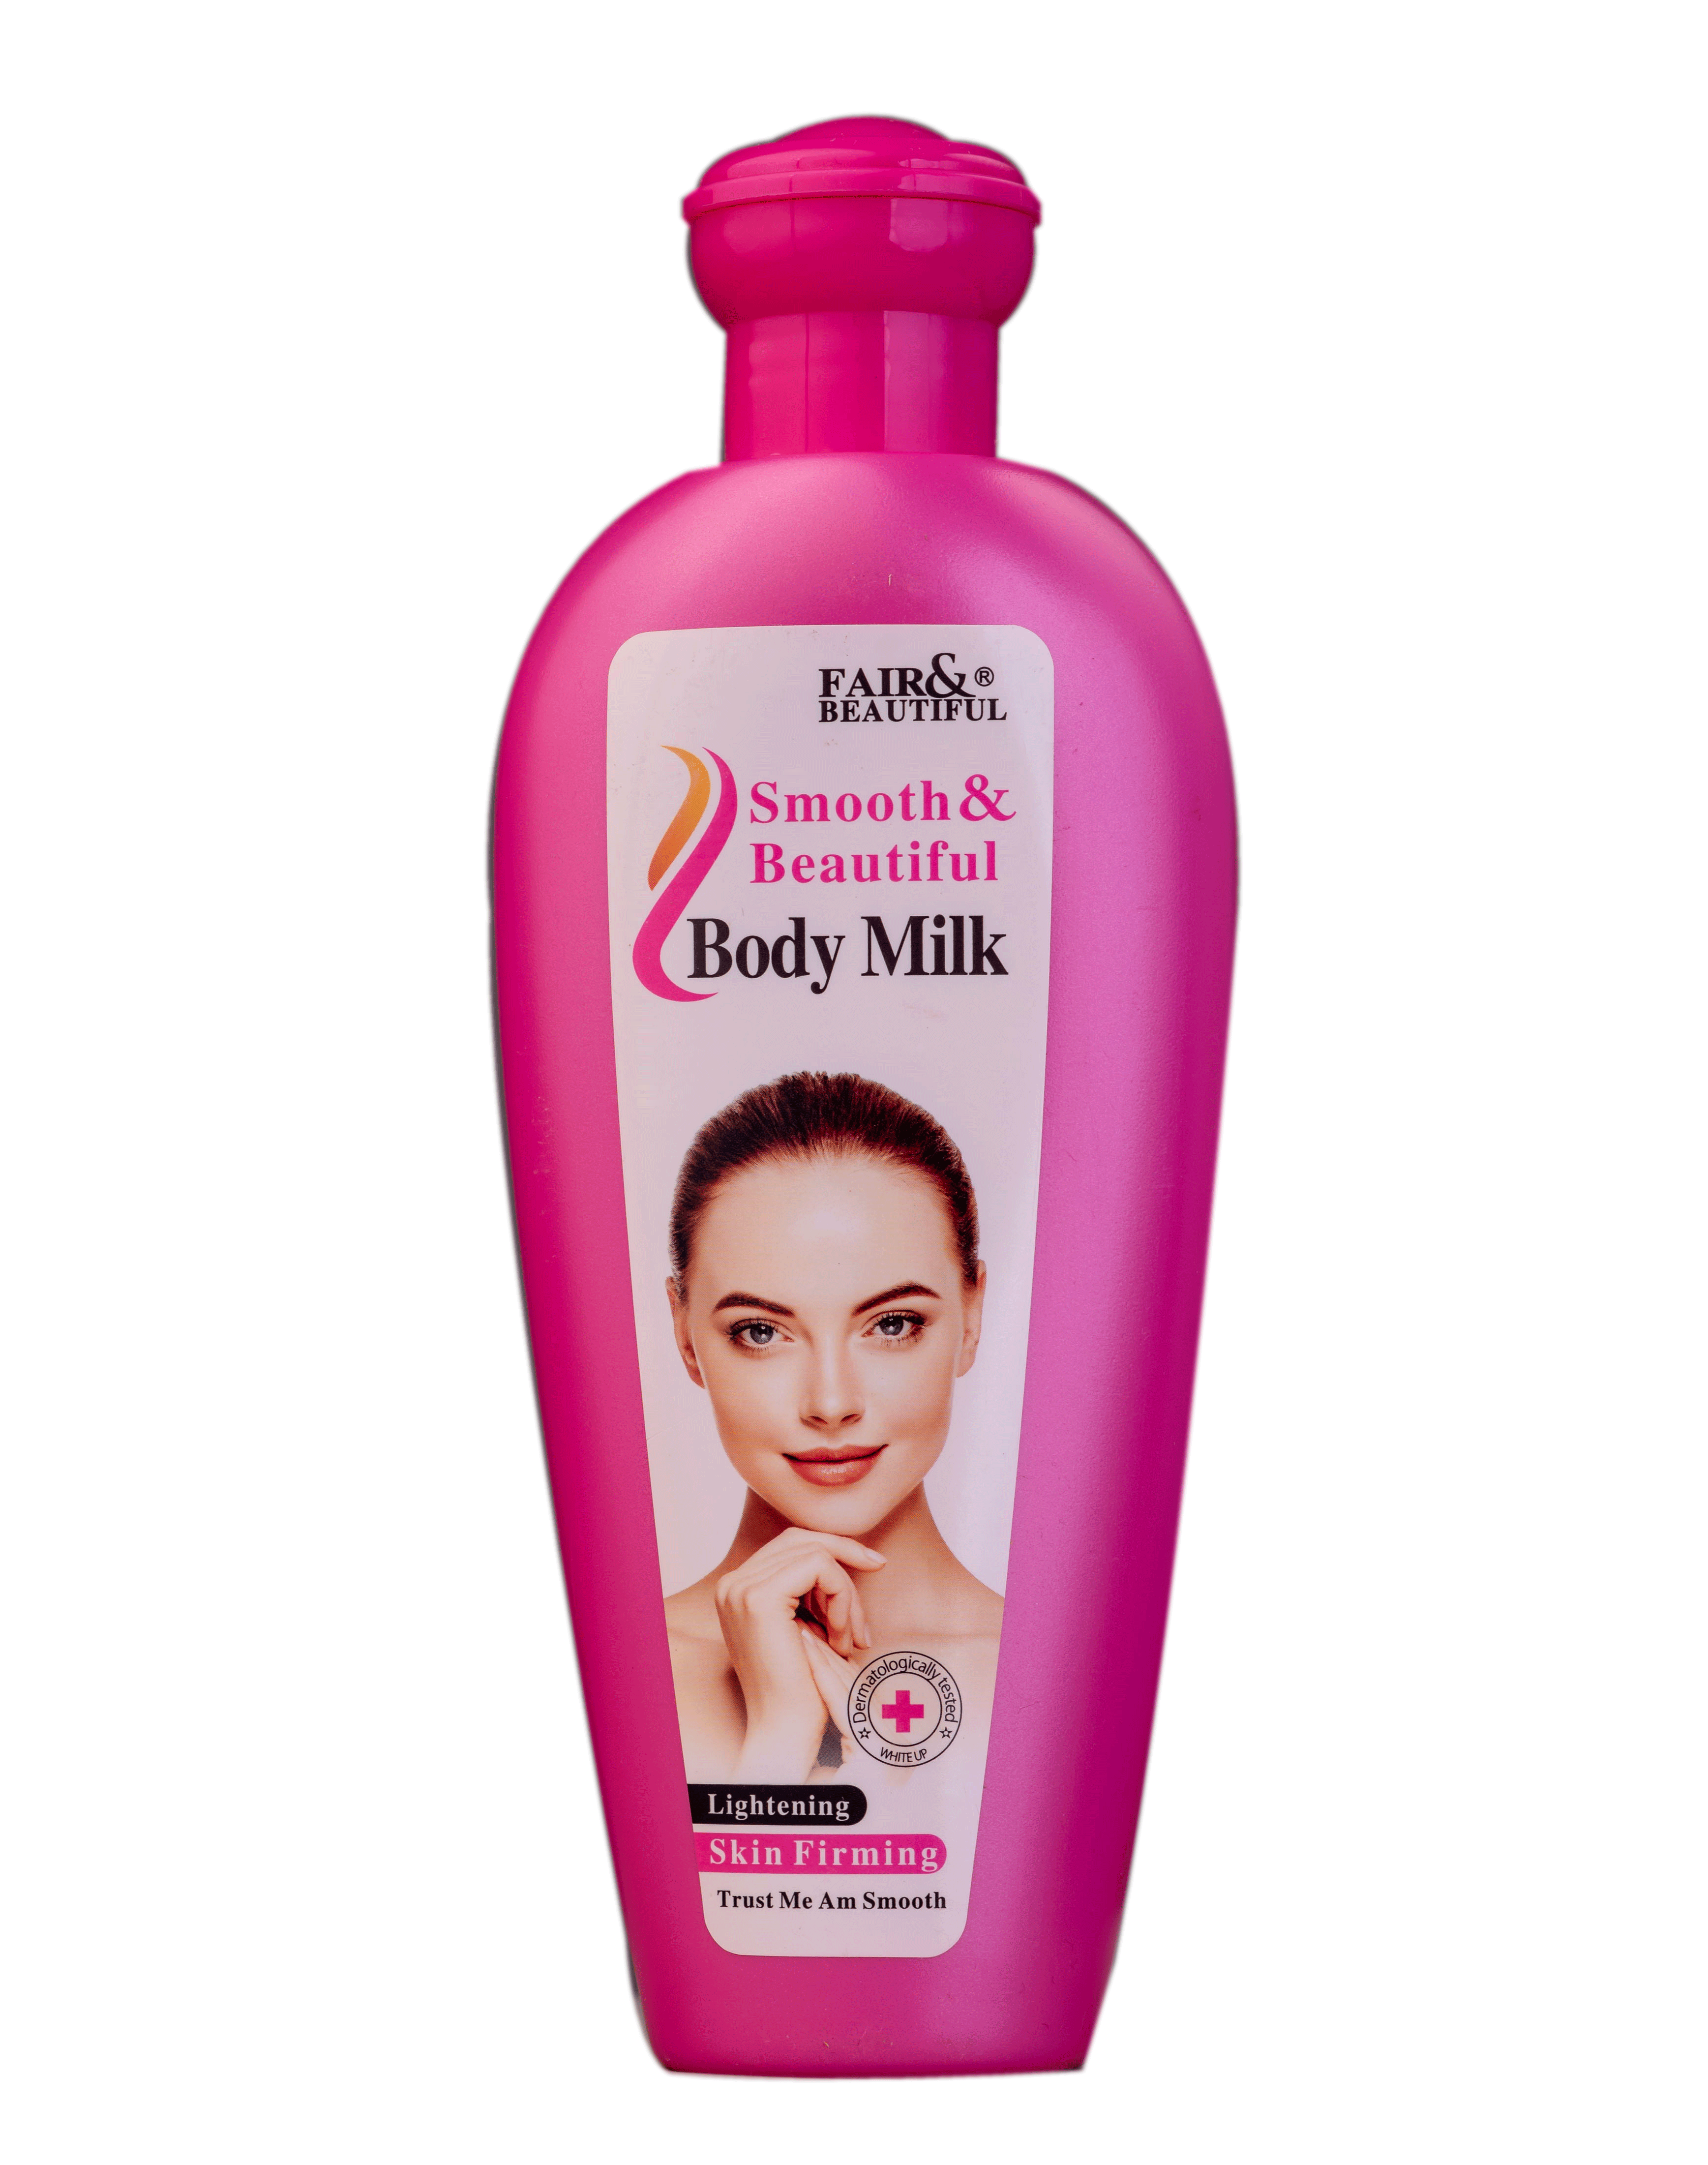 FAIR&®
BEAUTIFUL
Smooth&
Beautiful
Body Milk
Dermatologically tested
WHITE UP
Lightening
Skin Firming
Trust Me Am Smooth